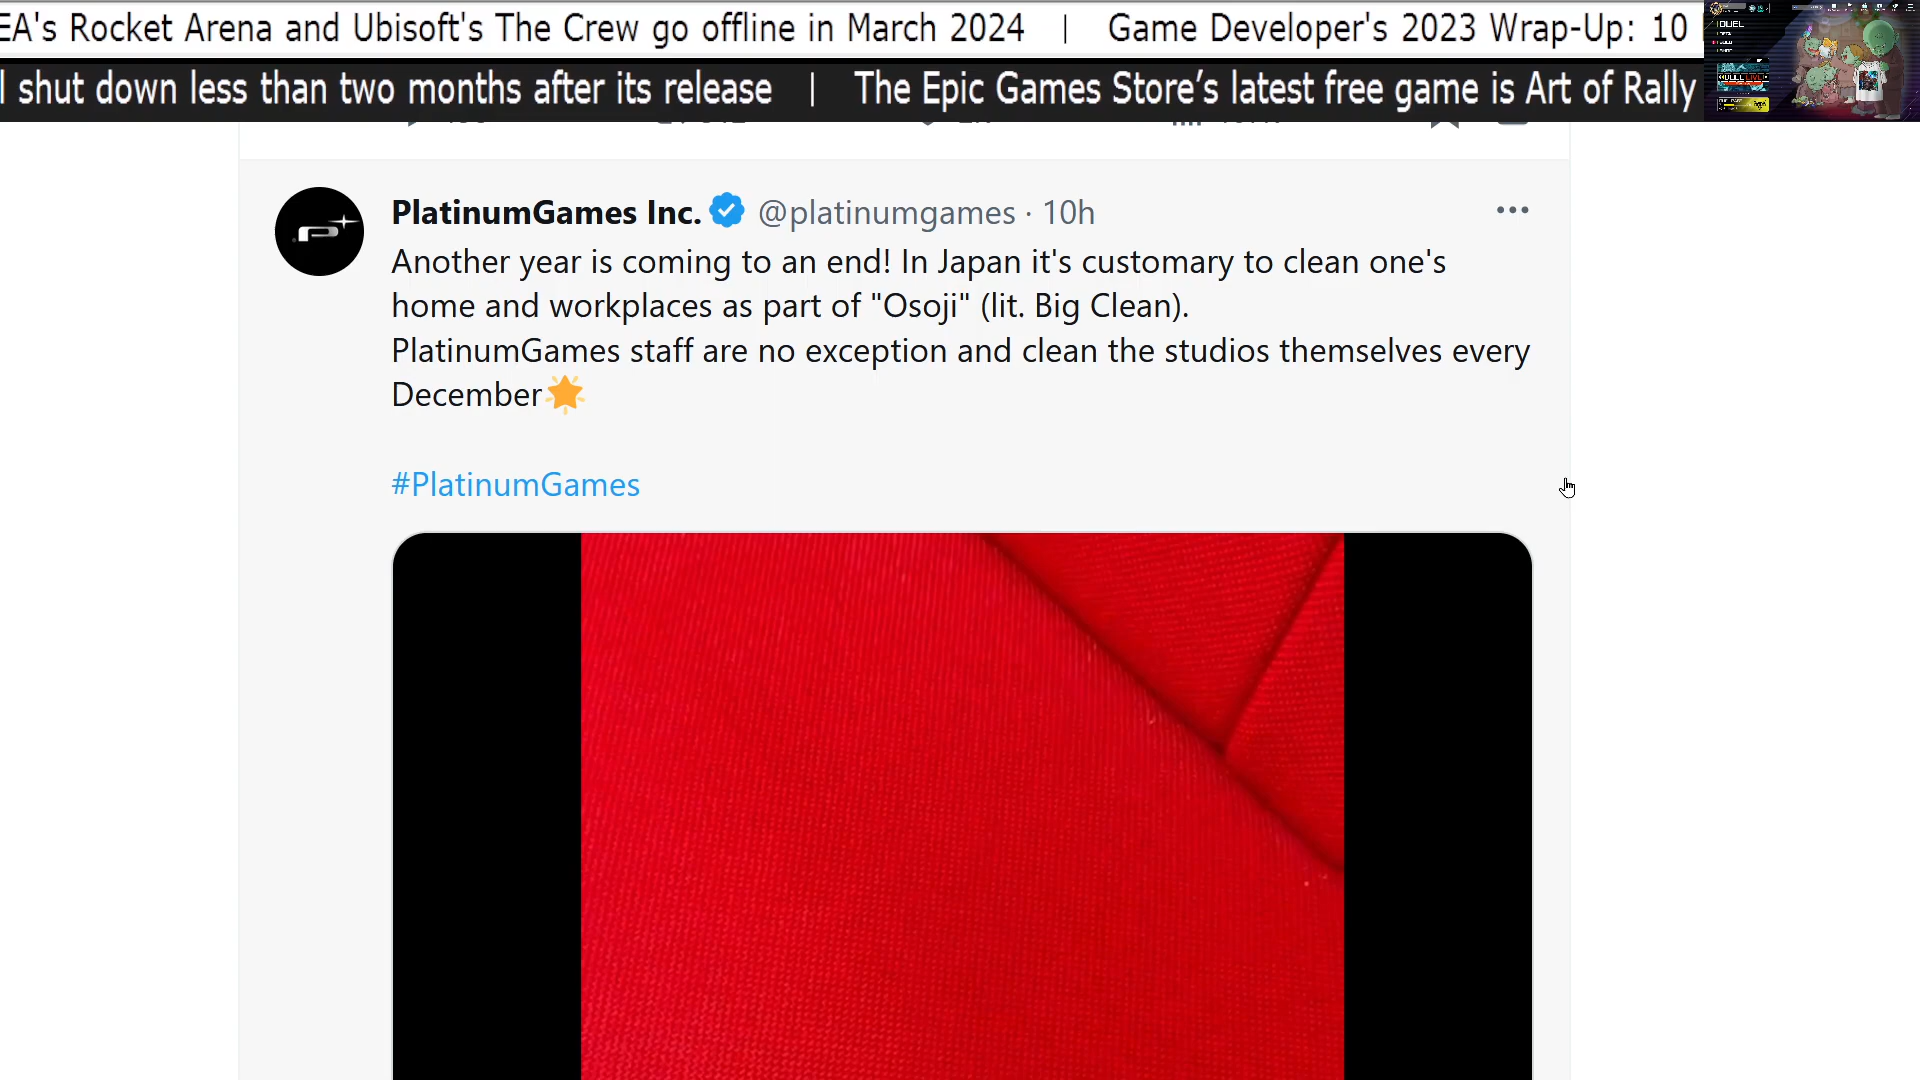 EA's Rocket Arena and Ubisoft's The Crew go offline in March 2024 | Game Developer's 2023 Wrap-Up: 10
l shut down less than two months after its release | The Epic Games Store’s latest free game is Art of Rally
DUEL
PlatinumGames Inc. @platinumgames · 10h
Another year is coming to an end! In Japan it's customary to clean one's
home and workplaces as part of "Osoji" (lit. Big Clean).
PlatinumGames staff are no exception and clean the studios themselves every
December🌟
#PlatinumGames